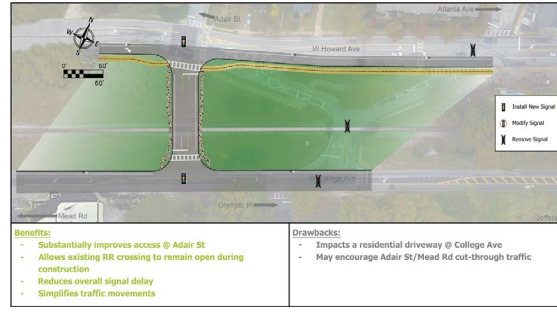 Adair St
Atlanta Ave
N
W
E
S
W Howard Ave
0'
50'
60'
Install New Signal
Modify Signal
Remove Signal
College Ave
Olympic Pl
Mead Rd
Benefits:
- Substantially improves access @ Adair St
- Allows existing RR crossing to remain open during
construction
- Reduces overall signal delay
- Simplifies traffic movements
Drawbacks:
- Impacts a residential driveway @ College Ave
- May encourage Adair St/Mead Rd cut-through traffic